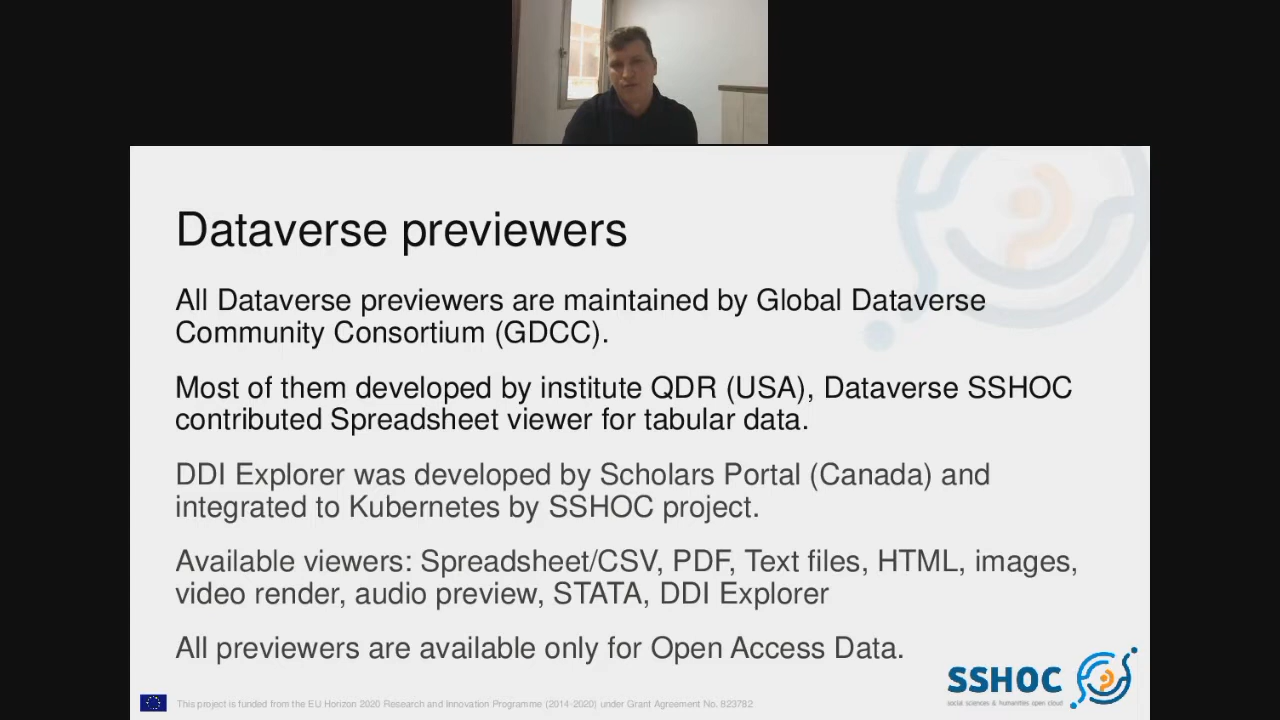 Dataverse previewers
All Dataverse previewers are maintained by Global Dataverse
Community Consortium (GDCC).
Most of them developed by institute QDR (USA), Dataverse SSHOC
contributed Spreadsheet viewer for tabular data.
DDI Explorer was developed by Scholars Portal (Canada) and
integrated to Kubernetes by SSHOC project.
Available viewers: Spreadsheet/CSV, PDF, Text files, HTML, images,
video render, audio preview, STATA, DDI Explorer
All previewers are available only for Open Access Data.
SSHOC
social sciences & humanities open cloud
This project is funded from the EU Horizon 2020 Research and Innovation Programme (2014-2020) under Grant Agreement No. 823782